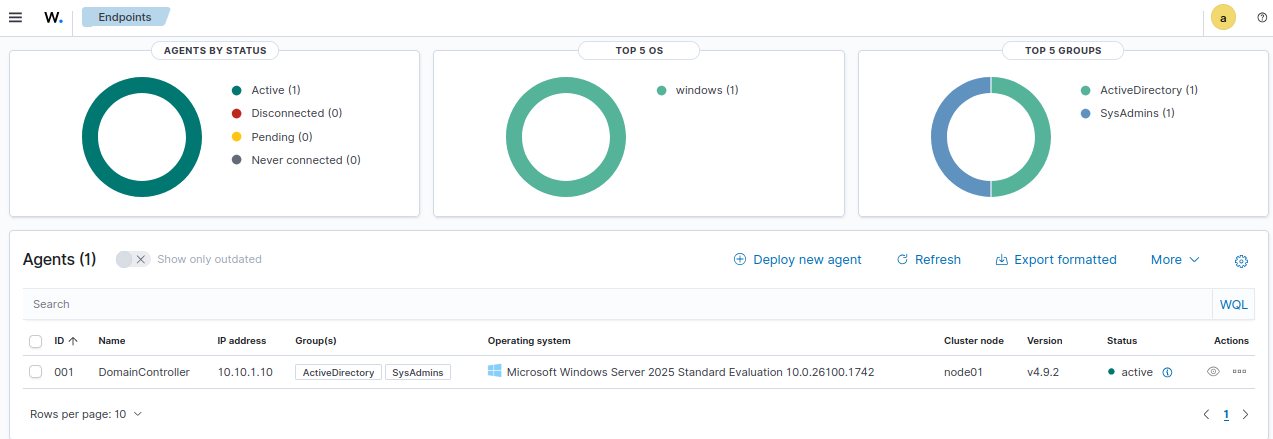 W. Endpoints a
AGENTS BY STATUS
Active (1)
Disconnected (0)
Pending (0)
Never connected (0)
TOP 5 OS
windows (1)
TOP 5 GROUPS
ActiveDirectory (1)
SysAdmins (1)
Agents (1) Show only outdated Deploy new agent Refresh Export formatted More
Search WQL
ID Name IP address Group(s) Operating system Cluster node Version Status Actions
001 DomainController 10.10.1.10 ActiveDirectory SysAdmins Microsoft Windows Server 2025 Standard Evaluation 10.0.26100.1742 node01 v4.9.2 active
Rows per page: 10 1